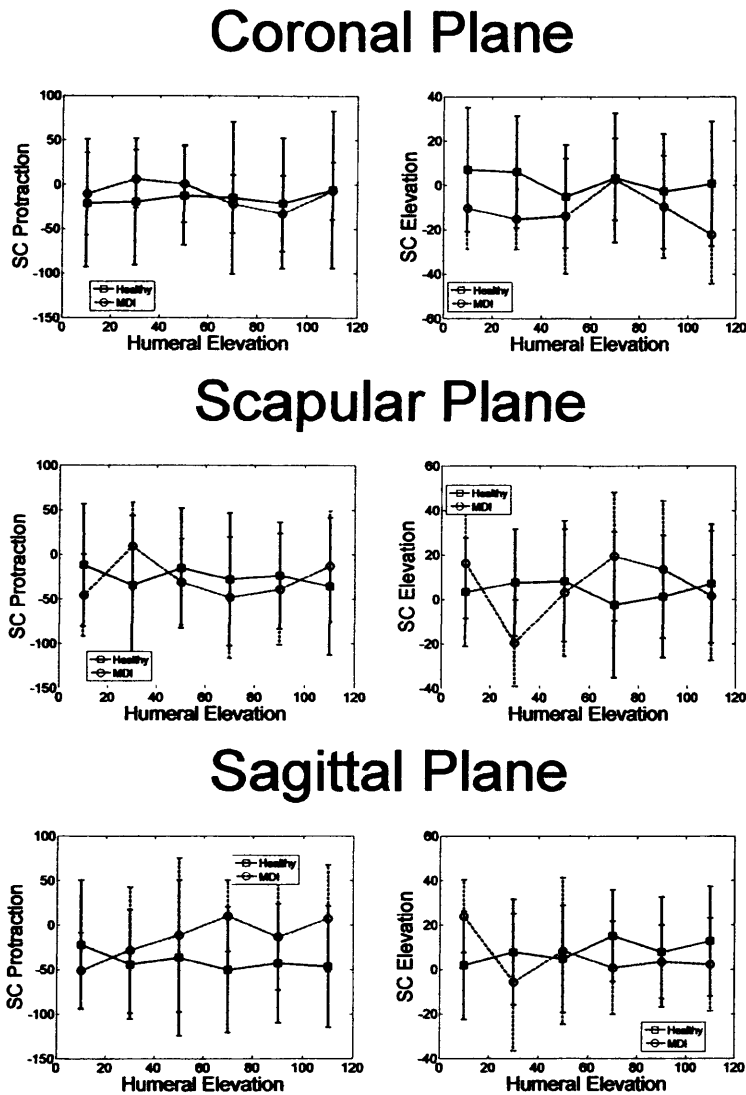 Coronal Plane
100
50
0
-50
-100
-150
SC Protraction
Healthy
MDI
0 20 40 60 80 100 120
Humeral Elevation
40
20
0
-20
-40
-60
SC Elevation
Healthy
MDI
0 20 40 60 80 100 120
Humeral Elevation
Scapular Plane
100
50
0
-50
-100
-150
SC Protraction
Healthy
MDI
0 20 40 60 80 100 120
Humeral Elevation
60
40
20
0
-20
-40
SC Elevation
Healthy
MDI
0 20 40 60 80 100 120
Humeral Elevation
Sagittal Plane
100
50
0
-50
-100
-150
SC Protraction
Healthy
MDI
0 20 40 60 80 100 120
Humeral Elevation
60
40
20
0
-20
-40
SC Elevation
Healthy
MDI
0 20 40 60 80 100 120
Humeral Elevation